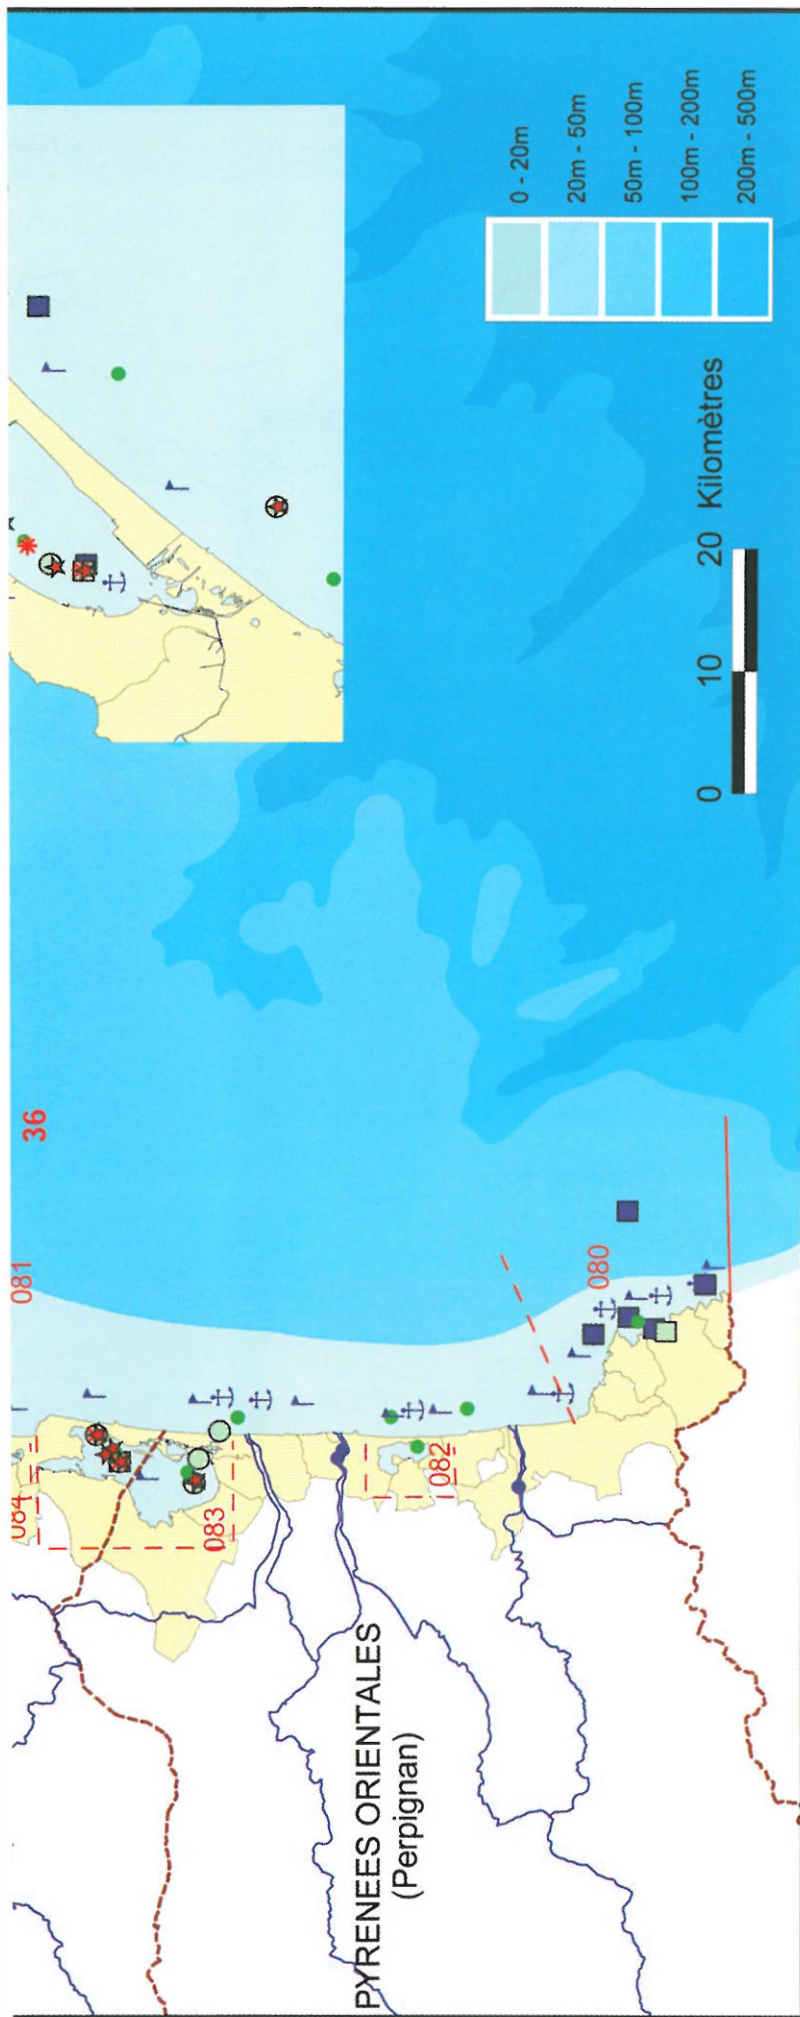 0 - 20m
20m - 50m
50m - 100m
100m - 200m
200m - 500m
0 10 20 Kilomètres
36
081
080
084
083
082
PYRENEES ORIENTALES
(Perpignan)